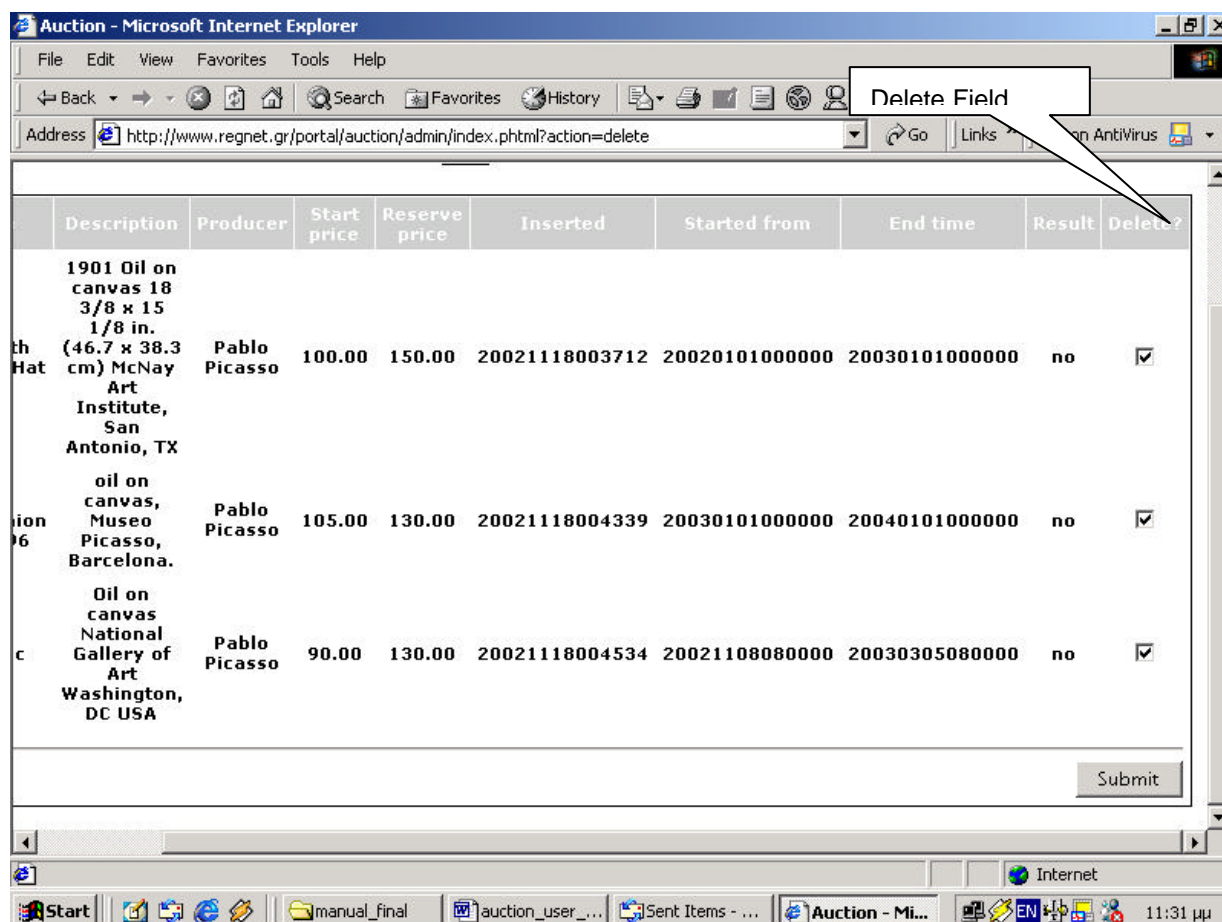 Auction - Microsoft Internet Explorer
File Edit View Favorites Tools Help
Back Search Favorites History
Delete Field
Address http://www.regnet.gr/portal/auction/admin/index.phtml?action=delete Go Links AntiVirus
Description Producer Start price Reserve price Inserted Started from End time Result Delete?
1901 Oil on
canvas 18
3/8 x 15
1/8 in.
(46.7 x 38.3
cm) McNay
Art
Institute,
San
Antonio, TX
Hat
Pablo
Picasso
100.00 150.00 20021118003712 20020101000000 20030101000000 no
oil on
canvas,
Museo
Picasso,
Barcelona.
Pablo
Picasso
105.00 130.00 20021118004339 20030101000000 20040101000000 no
Oil on
canvas
National
Gallery of
Art
Washington,
DC USA
Pablo
Picasso
90.00 130.00 20021118004534 20021108080000 20030305080000 no
Submit
Internet
Start manual_final auction_user_... Sent Items - ... Auction - Mi... EN 11:31 μμ